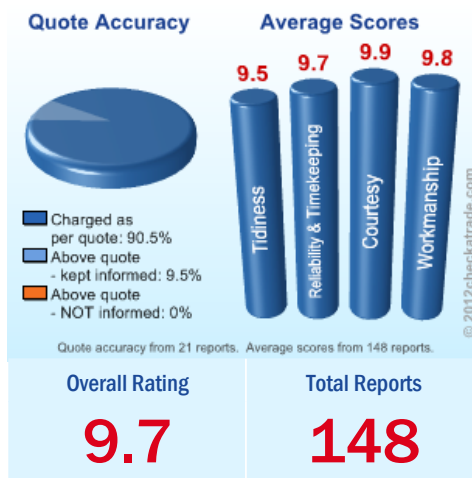 Quote Accuracy
Average Scores
9.5
9.7
9.9
9.8
Tidiness
Reliability & Timekeeping
Courtesy
Workmanship
Charged as
per quote: 90.5%
Above quote
- kept informed: 9.5%
Above quote
- NOT informed: 0%
© 2012checkatrade.com
Quote accuracy from 21 reports. Average scores from 148 reports.
Overall Rating
9.7
Total Reports
148